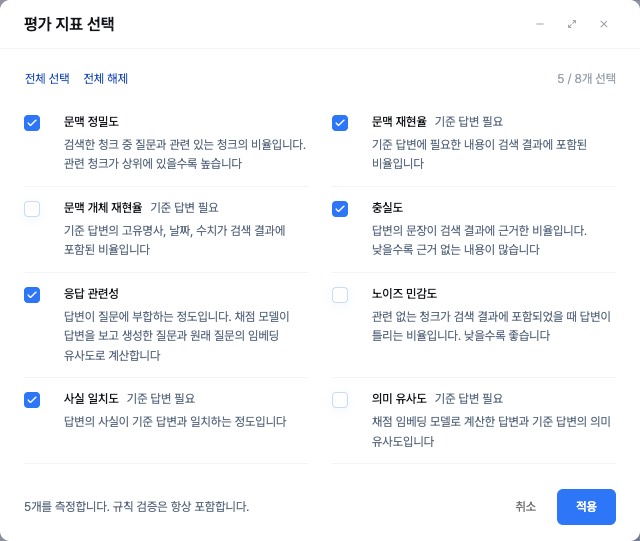 평가 지표 선택
전체 선택 전체 해제 5 / 8개 선택
문맥 정밀도
검색한 청크 중 질문과 관련 있는 청크의 비율입니다.
관련 청크가 상위에 있을수록 높습니다
문맥 재현율 기준 답변 필요
기준 답변에 필요한 내용이 검색 결과에 포함된
비율입니다
문맥 개체 재현율 기준 답변 필요
기준 답변의 고유명사, 날짜, 수치가 검색 결과에
포함된 비율입니다
충실도
답변의 문장이 검색 결과에 근거한 비율입니다.
낮을수록 근거 없는 내용이 많습니다
응답 관련성
답변이 질문에 부합하는 정도입니다. 채점 모델이
답변을 보고 생성한 질문과 원래 질문의 임베딩
유사도로 계산합니다
노이즈 민감도
관련 없는 청크가 검색 결과에 포함되었을 때 답변이
틀리는 비율입니다. 낮을수록 좋습니다
사실 일치도 기준 답변 필요
답변의 사실이 기준 답변과 일치하는 정도입니다
의미 유사도 기준 답변 필요
채점 임베딩 모델로 계산한 답변과 기준 답변의 의미
유사도입니다
5개를 측정합니다. 규칙 검증은 항상 포함합니다.
취소 적용